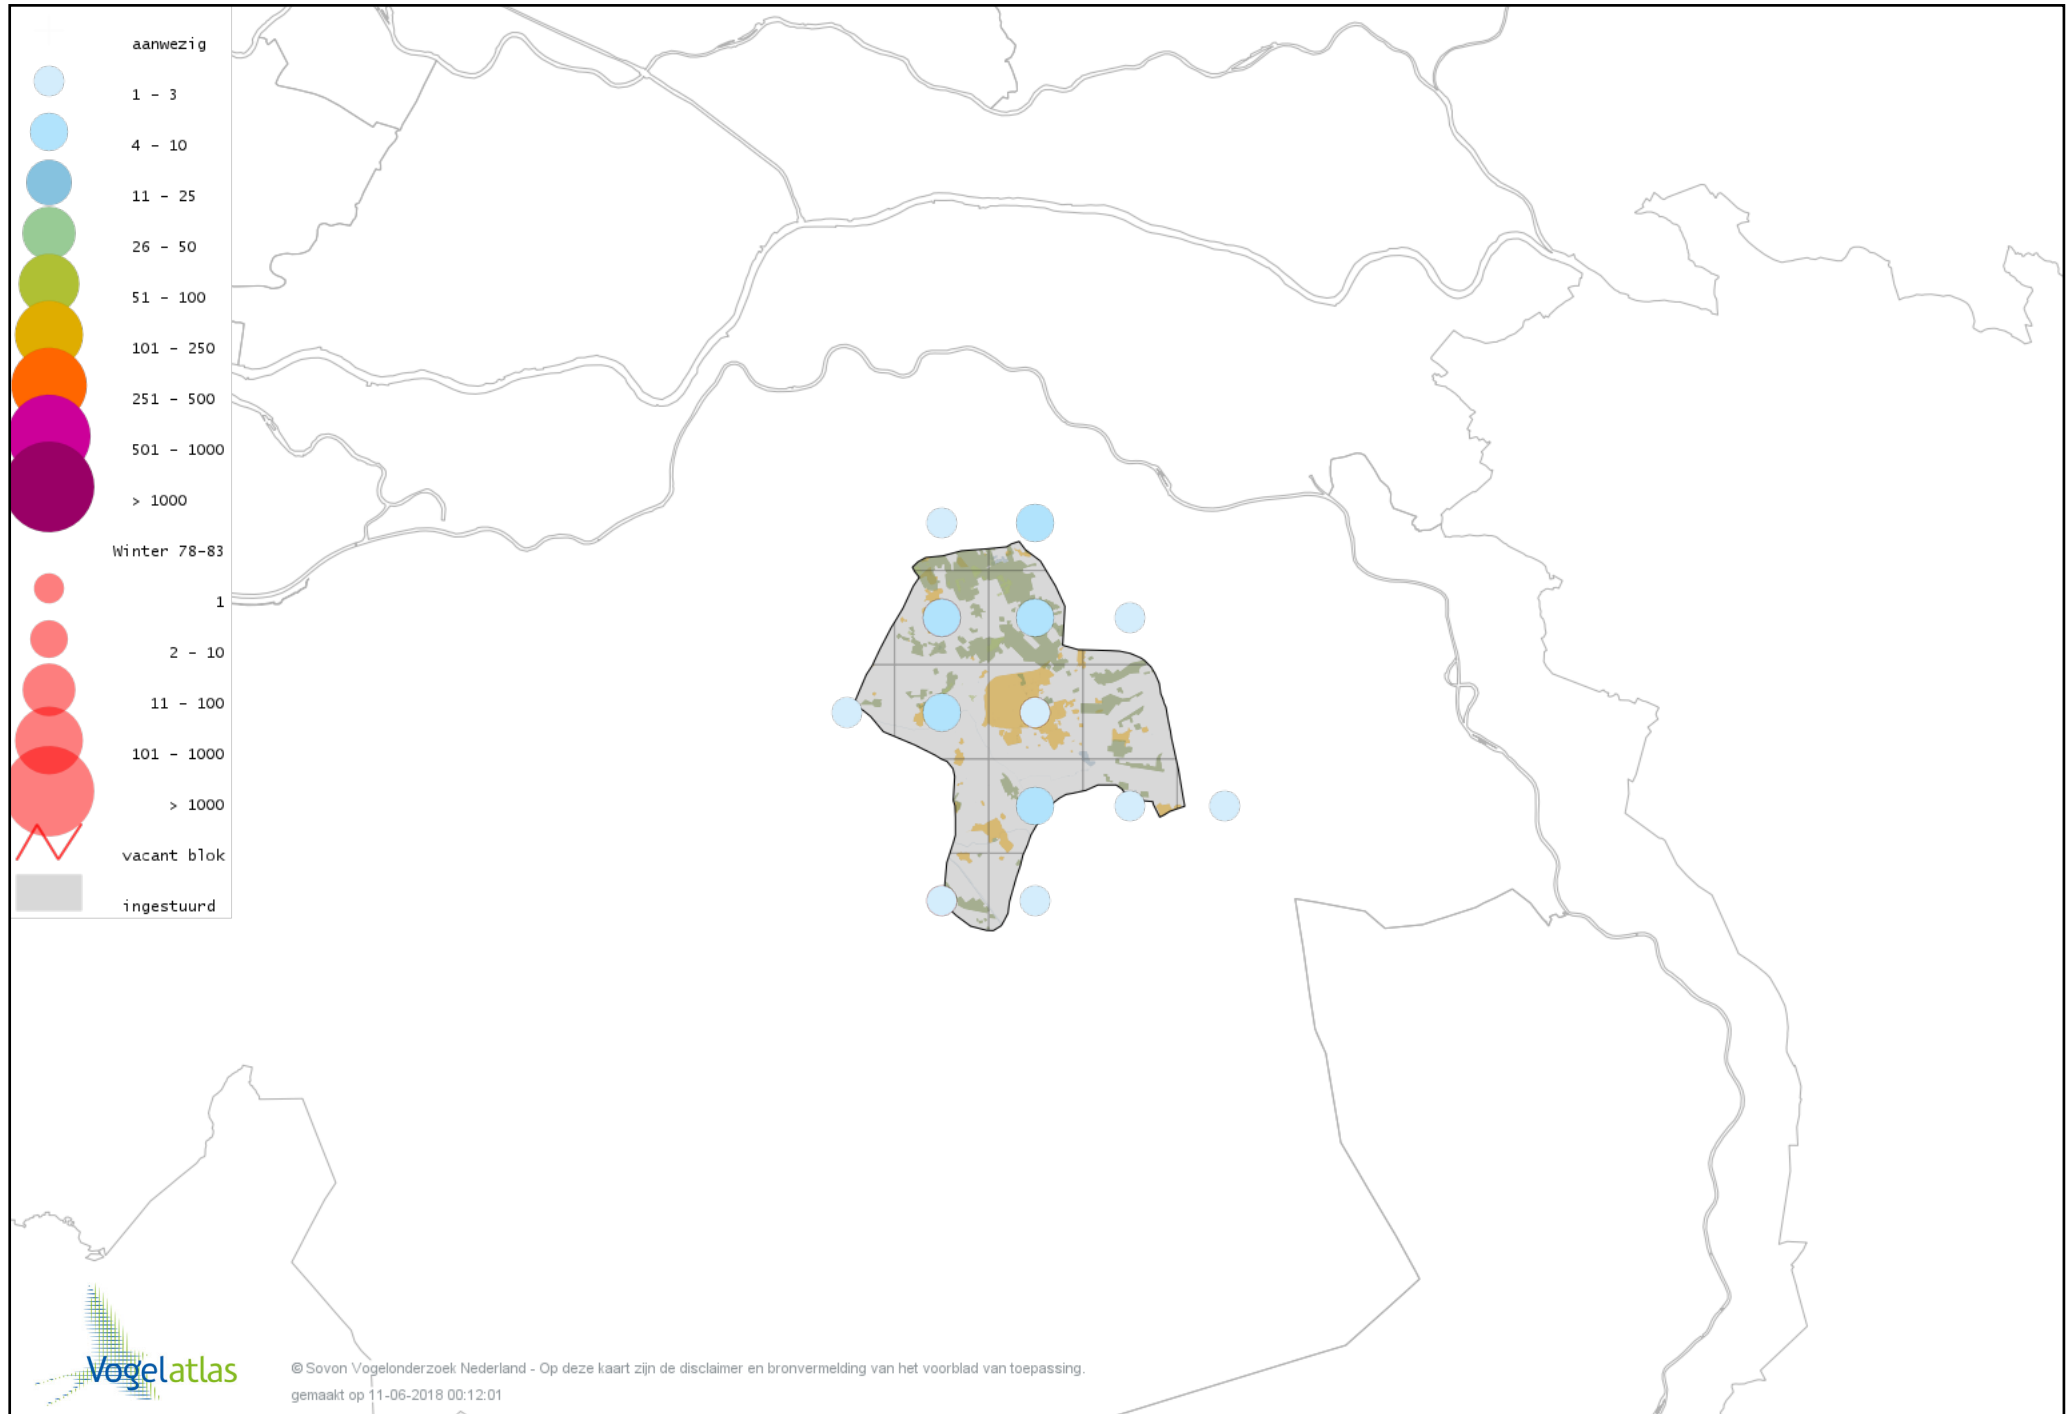 aanwezig
1 - 3
4 - 10
11 - 25
26 - 50
51 - 100
101 - 250
251 - 500
501 - 1000
> 1000
Winter 78-83
1
2 - 10
11 - 100
101 - 1000
> 1000
vacant blok
ingestuurd
Vogelatlas
© Sovon Vogelonderzoek Nederland - Op deze kaart zijn de disclaimer en bronvermelding van het voorblad van toepassing.
gemaakt op 11-06-2018 00:12:01